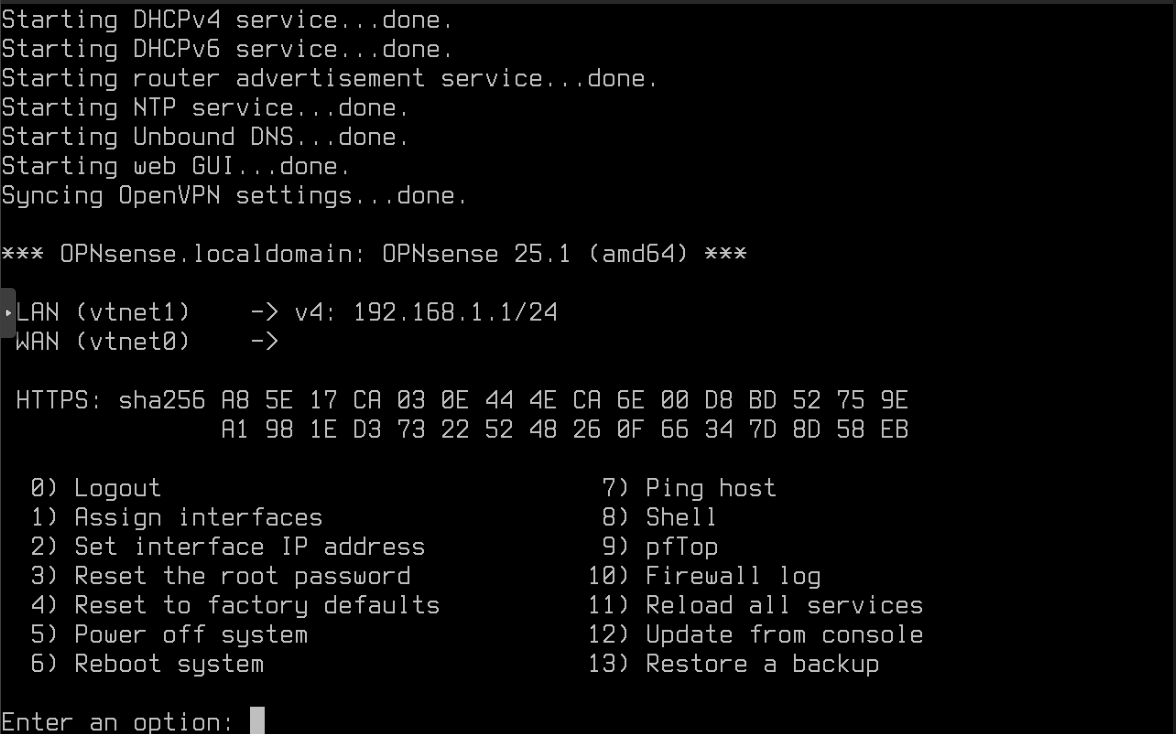 Starting DHCPv4 service...done.
Starting DHCPv6 service...done.
Starting router advertisement service...done.
Starting NTP service...done.
Starting Unbound DNS...done.
Starting web GUI...done.
Syncing OpenVPN settings...done.
*** OPNsense.localdomain: OPNsense 25.1 (amd64) ***
LAN (vtnet1)    -> v4: 192.168.1.1/24
WAN (vtnet0)    ->
HTTPS: sha256 A8 5E 17 CA 03 0E 44 4E CA 6E 00 D8 BD 52 75 9E
A1 98 1E D3 73 22 52 48 26 0F 66 34 7D 8D 58 EB
0) Logout                              7) Ping host
1) Assign interfaces                   8) Shell
2) Set interface IP address            9) pfTop
3) Reset the root password            10) Firewall log
4) Reset to factory defaults          11) Reload all services
5) Power off system                   12) Update from console
6) Reboot system                      13) Restore a backup
Enter an option: